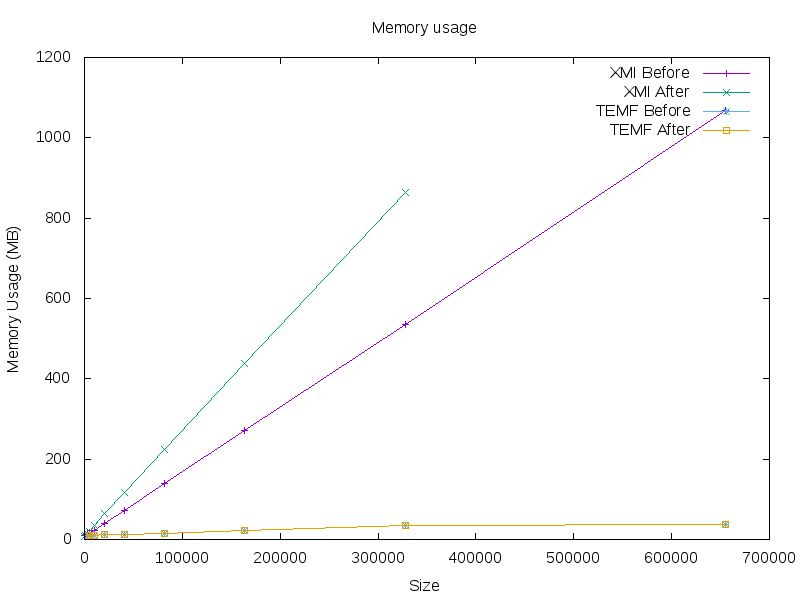 Memory usage
1200
1000
800
600
400
200
0
Memory Usage (MB)
XMI Before
XMI After
TEMF Before
TEMF After
0 100000 200000 300000 400000 500000 600000 700000
Size